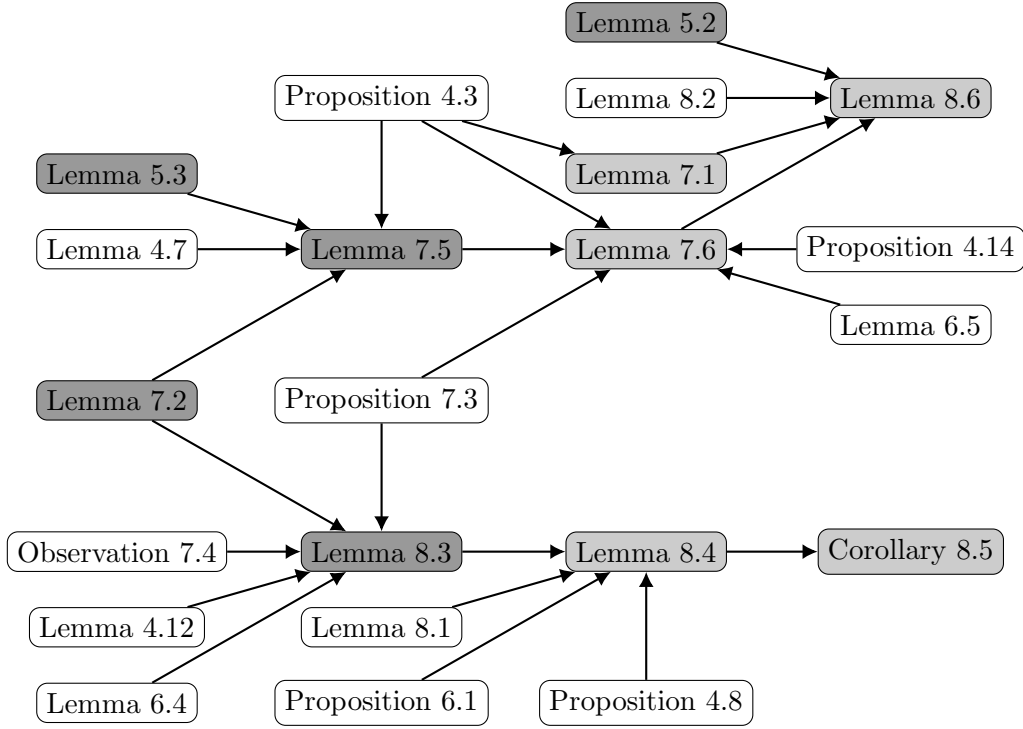 Lemma 5.2
Proposition 4.3
Lemma 8.2
Lemma 8.6
Lemma 5.3
Lemma 7.1
Lemma 4.7
Lemma 7.5
Lemma 7.6
Proposition 4.14
Lemma 6.5
Lemma 7.2
Proposition 7.3
Observation 7.4
Lemma 8.3
Lemma 8.4
Corollary 8.5
Lemma 4.12
Lemma 8.1
Lemma 6.4
Proposition 6.1
Proposition 4.8